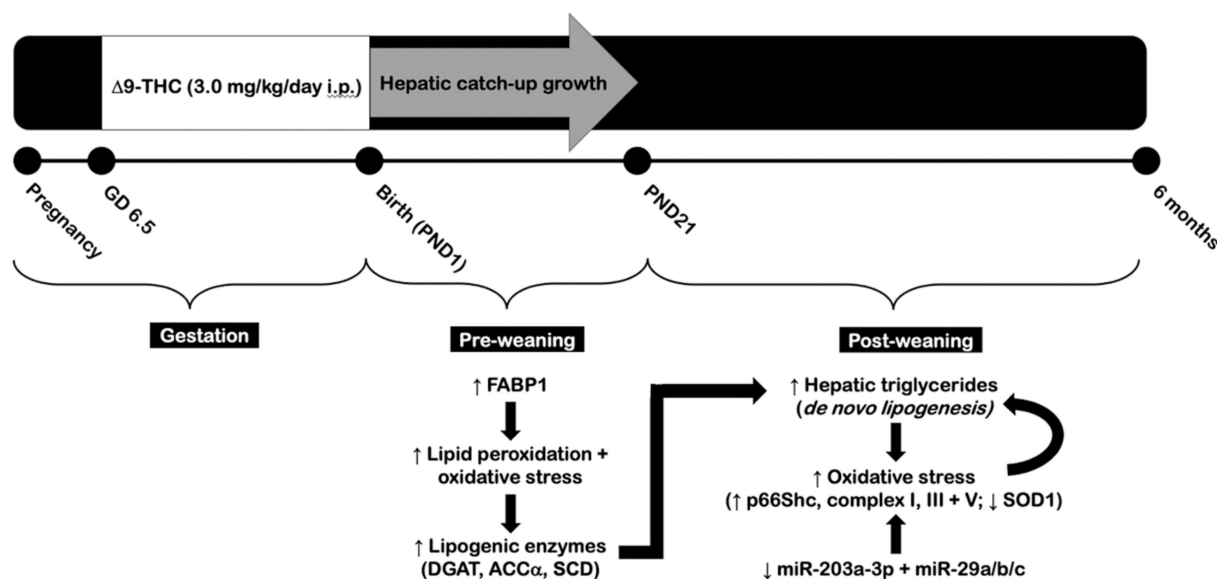 Δ9-THC (3.0 mg/kg/day i.p.)
Hepatic catch-up growth
Pregnancy
GD 6.5
Birth (PND1)
PND21
6 months
Gestation
Pre-weaning
↑ FABP1
↑ Lipid peroxidation +
oxidative stress
↑ Lipogenic enzymes
(DGAT, ACCα, SCD)
Post-weaning
↑ Hepatic triglycerides
(de novo lipogenesis)
↑ Oxidative stress
(↑ p66Shc, complex I, III + V; ↓ SOD1)
↓ miR-203a-3p + miR-29a/b/c